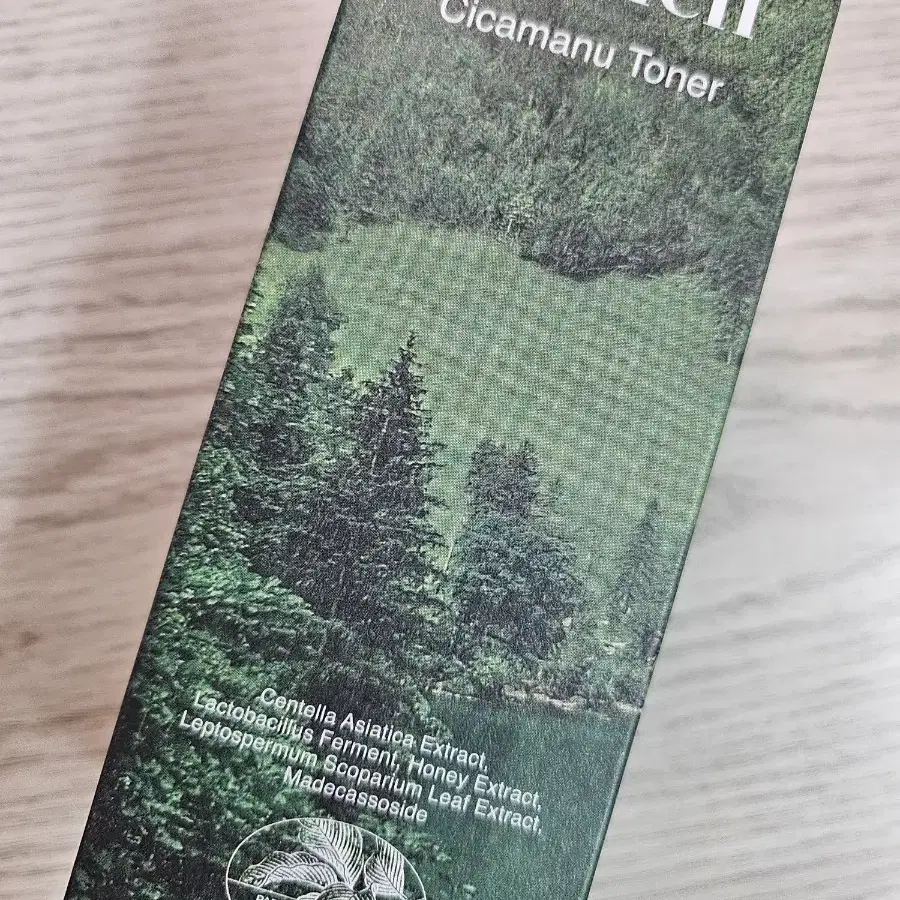 Cicamanu Toner
Centella Asiatica Extract,
Lactobacillus Ferment, Honey Extract,
Leptospermum Scoparium Leaf Extract,
Madecassoside